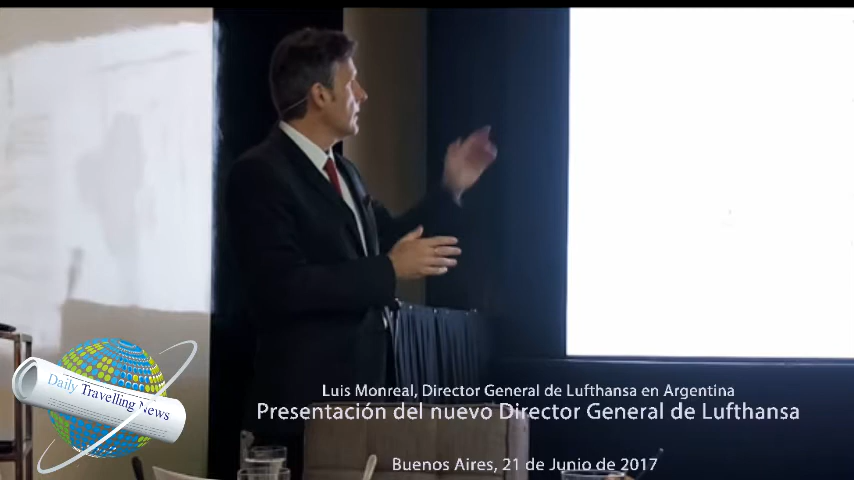 Daily Travelling News
Luis Monreal, Director General de Lufthansa en Argentina
Presentación del nuevo Director General de Lufthansa
Buenos Aires, 21 de Junio de 2017